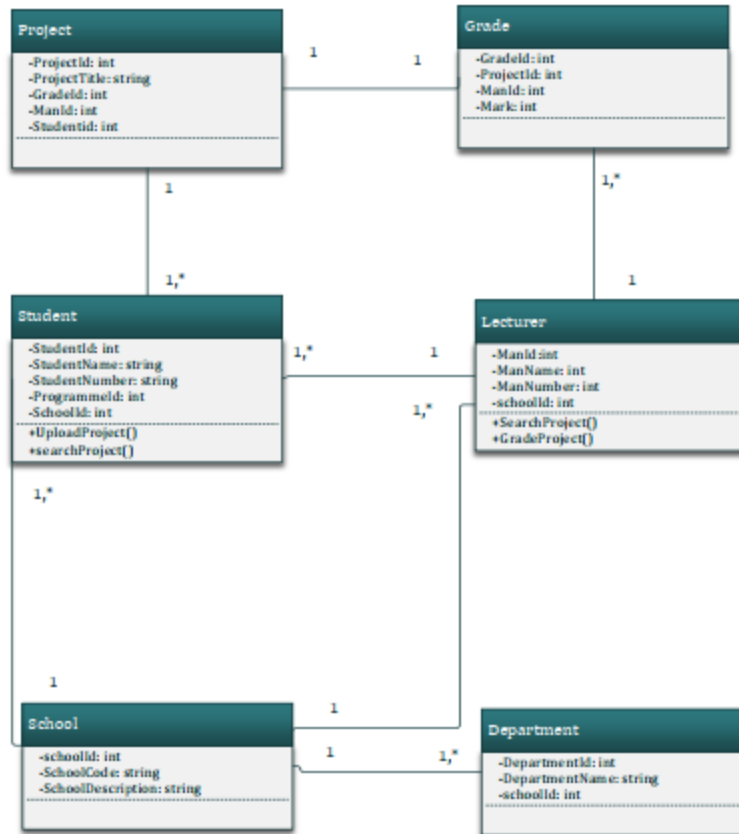 Project
-ProjectId: int
-ProjectTitle: string
-GradeId: int
-ManId: int
-Studentid: int
Grade
-GradeId: int
-ProjectId: int
-ManId: int
-Mark: int
1
1
1
1,*
1,*
1
Student
-StudentId: int
-StudentName: string
-StudentNumber: string
-ProgrammeId: int
-SchoolId: int
+UploadProject()
+searchProject()
1,*
1
Lecturer
-ManId:int
-ManName: int
-ManNumber: int
-schoolId: int
+SearchProject()
+GradeProject()
1,*
1,*
1
1
School
-schoolId: int
-SchoolCode: string
-SchoolDescription: string
1
1,*
Department
-DepartmentId: int
-DepartmentName: string
-schoolId: int